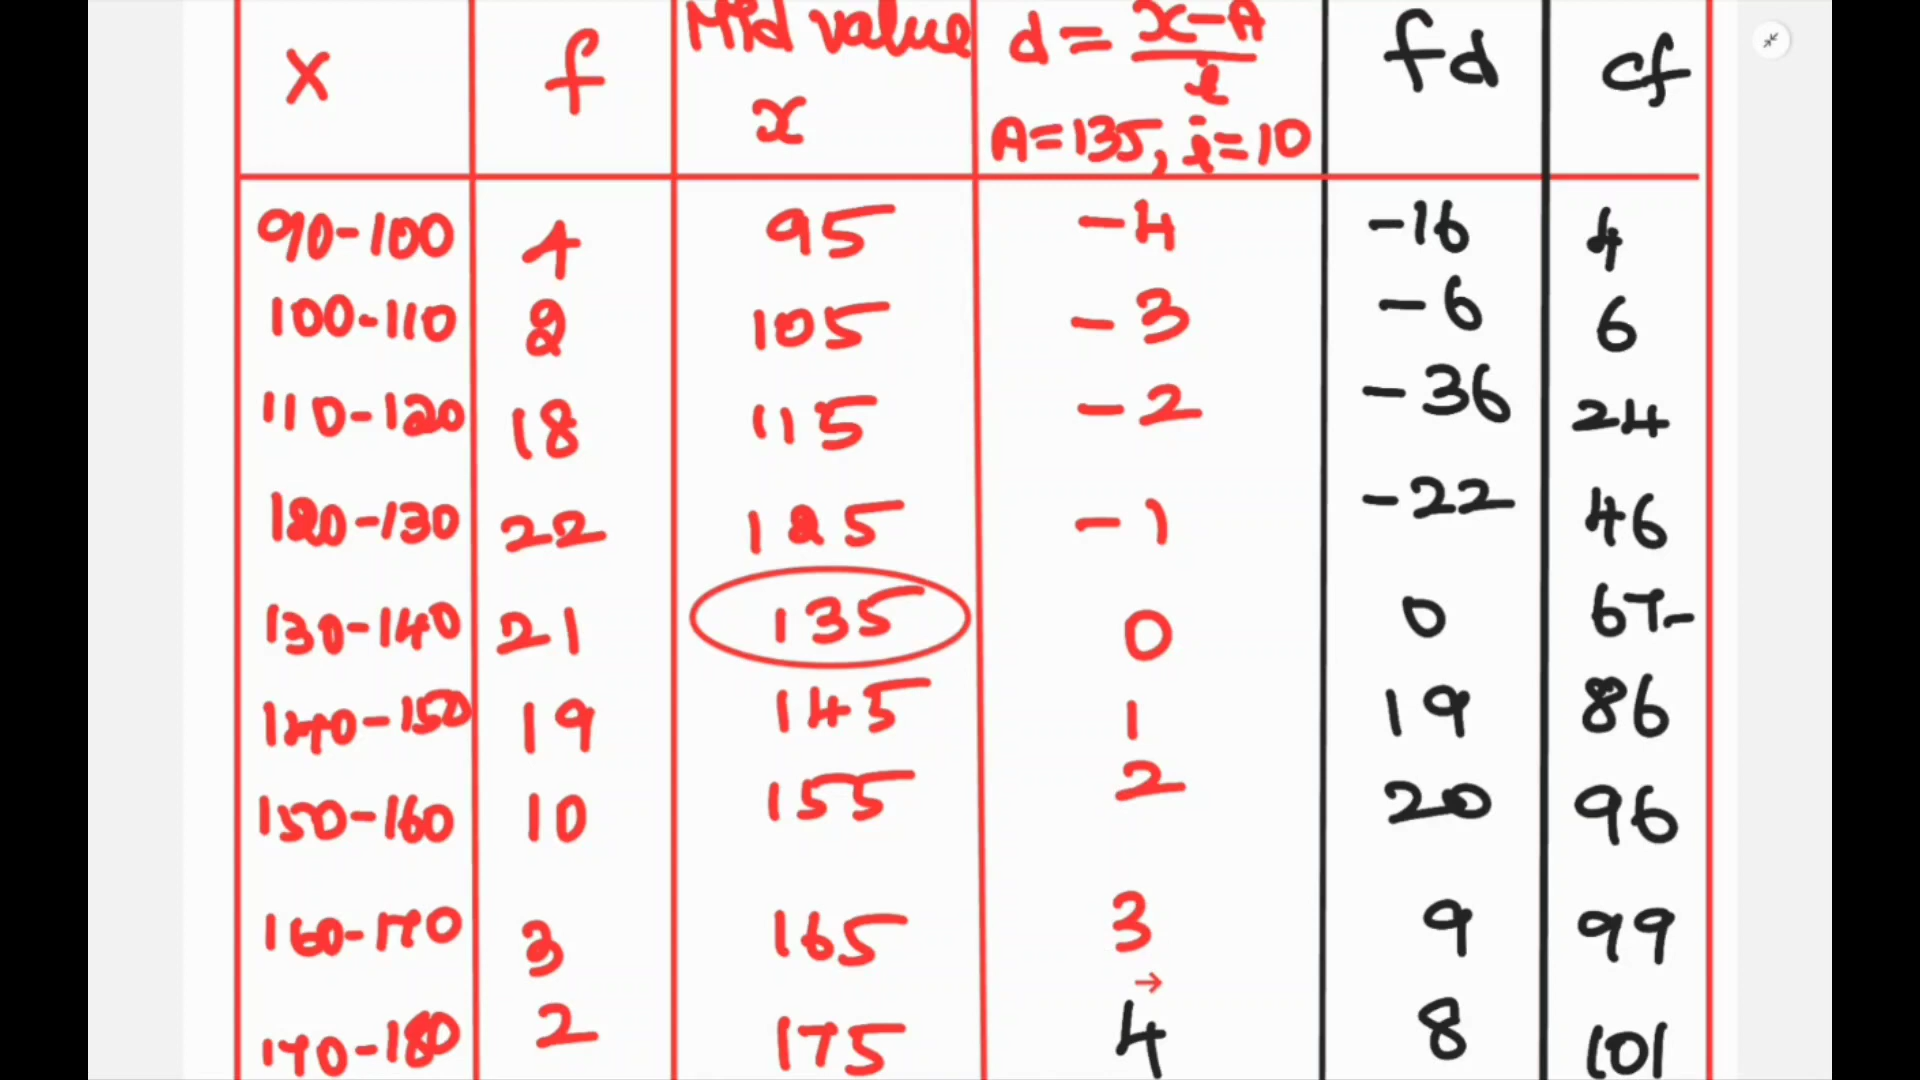 X f Mid value x d = x-A / i A=135, i=10 fd cf
90-100 4 95 -4 -16 4
100-110 2 105 -3 -6 6
110-120 18 115 -2 -36 24
120-130 22 125 -1 -22 46
130-140 21 135 0 0 67-
140-150 19 145 1 19 86
150-160 10 155 2 20 96
160-170 3 165 3 9 99
170-180 2 175 4 8 101